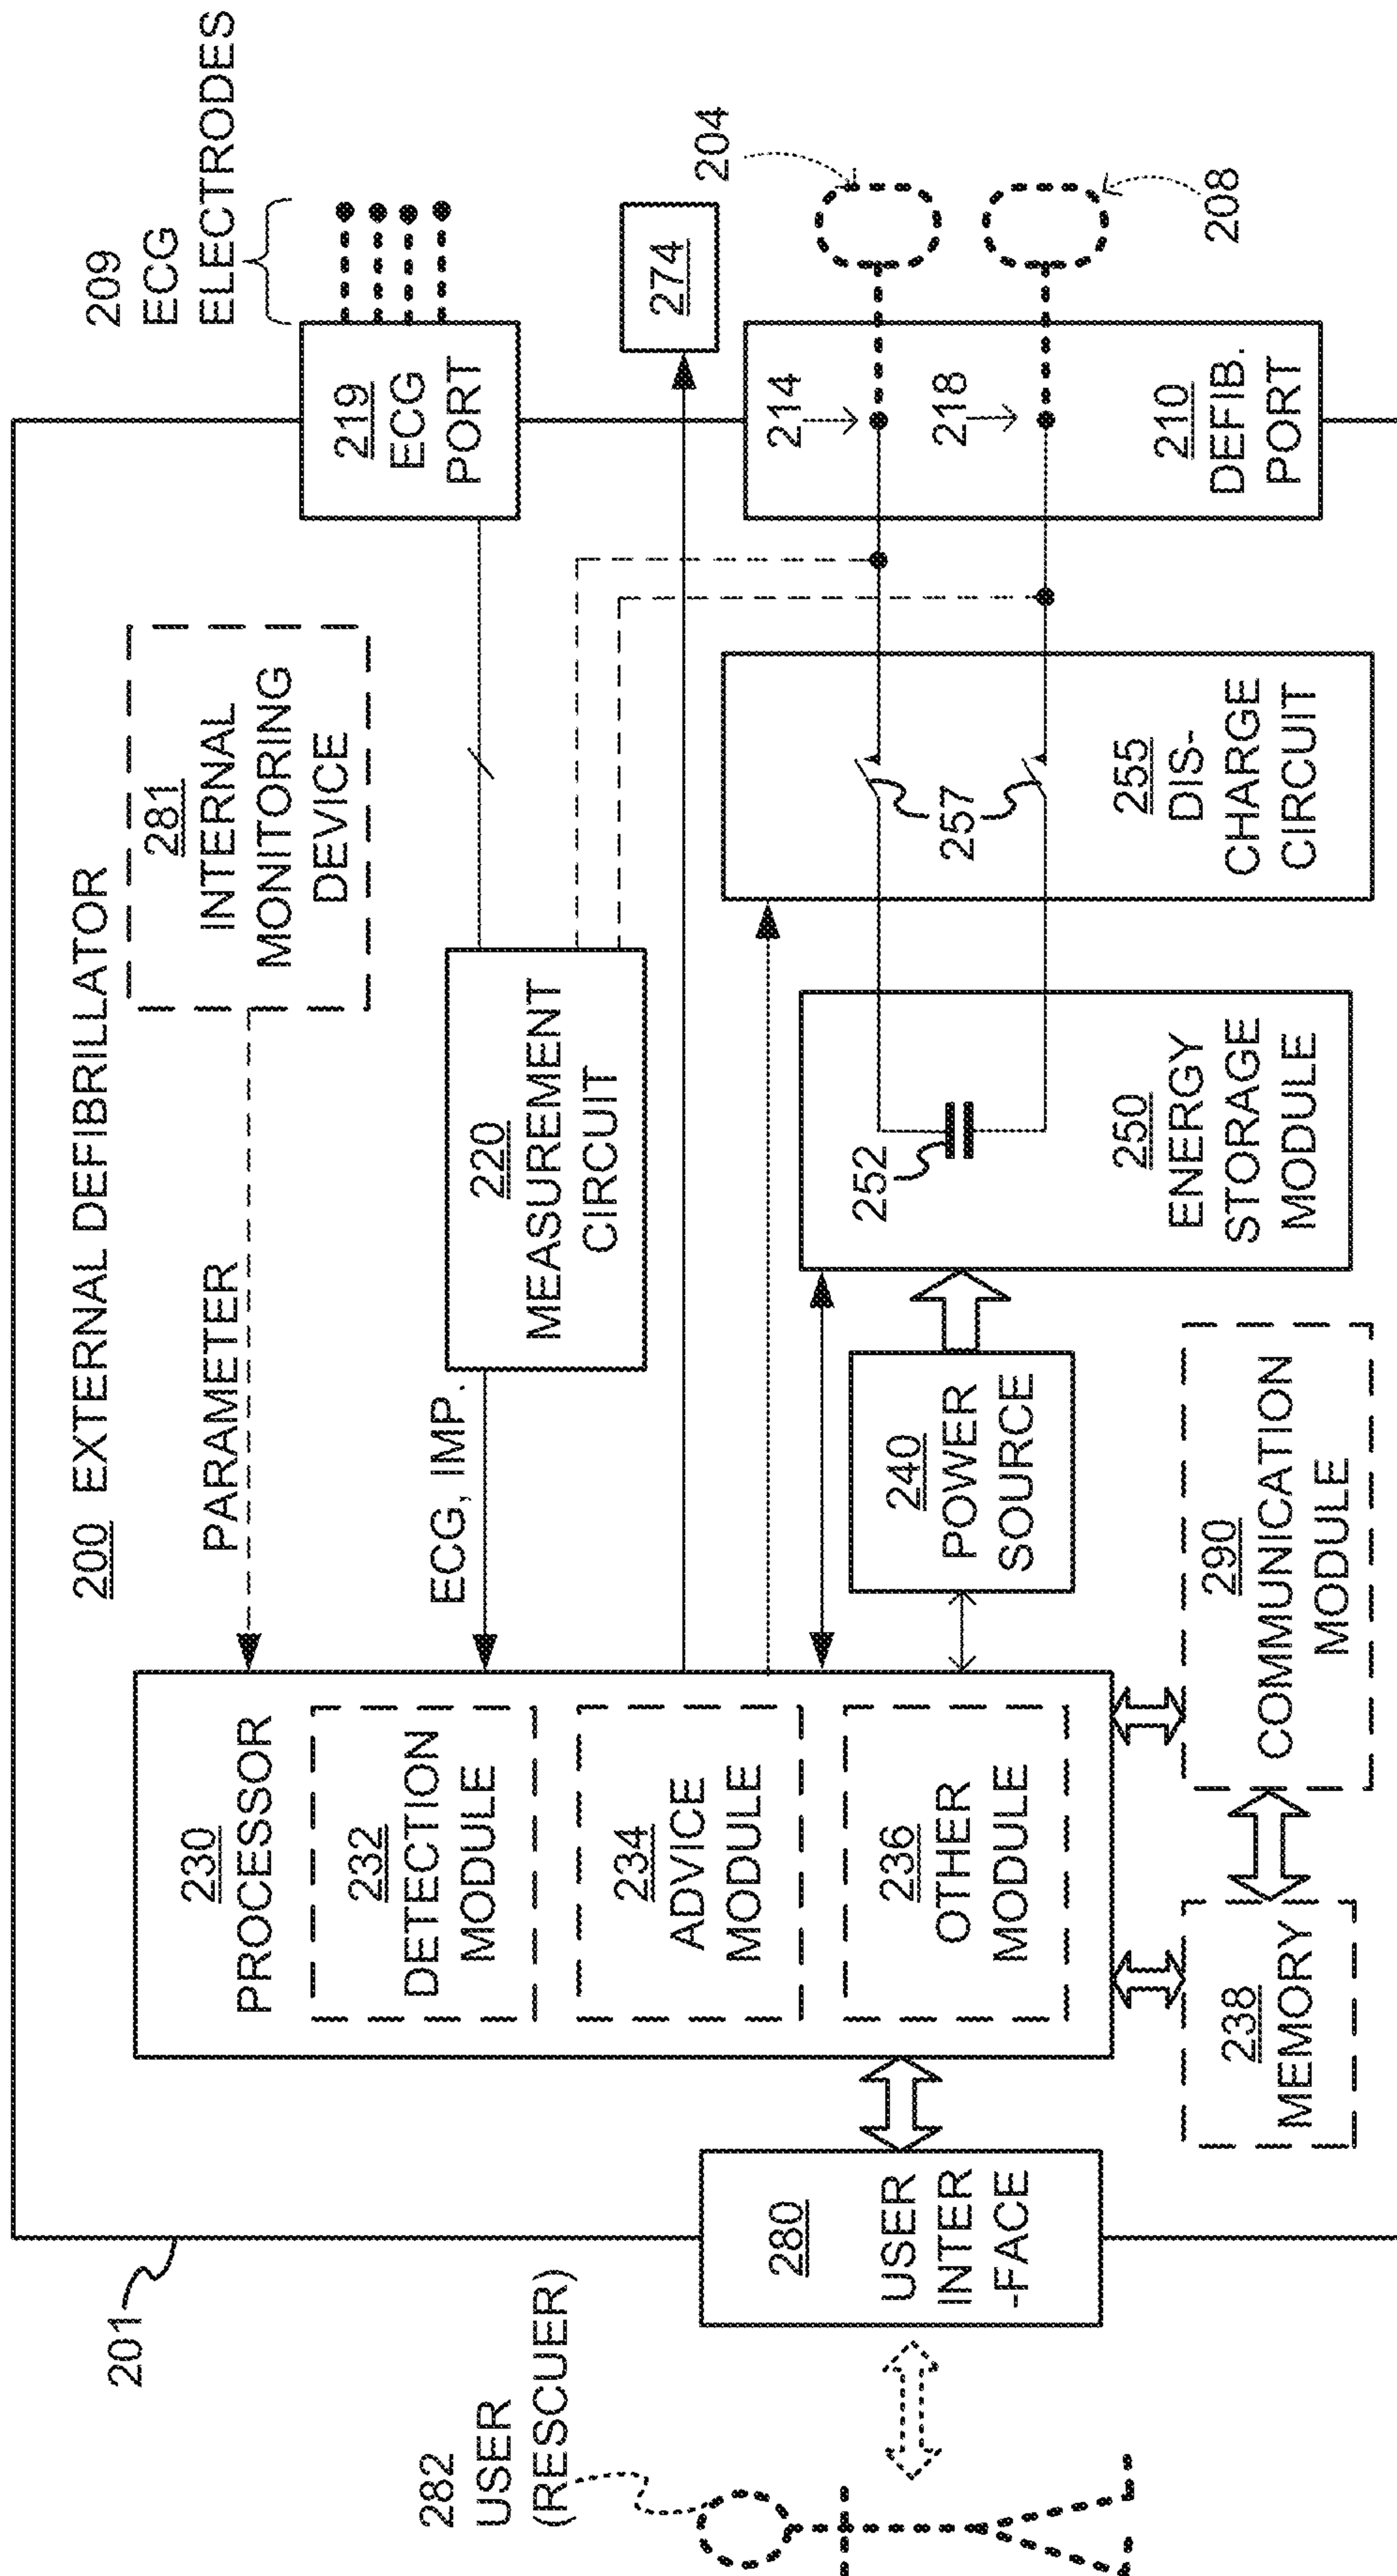 200 EXTERNAL DEFIBRILLATOR
201
209
ECG
ELECTRODES
219
ECG
PORT
281
INTERNAL
MONITORING
DEVICE
PARAMETER
220
MEASUREMENT
CIRCUIT
ECG, IMP.
274
230
PROCESSOR
232
DETECTION
MODULE
234
ADVICE
MODULE
236
OTHER
MODULE
282
USER
(RESCUER)
280
USER
INTER
-FACE
238
MEMORY
290
COMMUNICATION
MODULE
240
POWER
SOURCE
252
250
ENERGY
STORAGE
MODULE
257
255
DIS-
CHARGE
CIRCUIT
214
218
210
DEFIB.
PORT
204
208